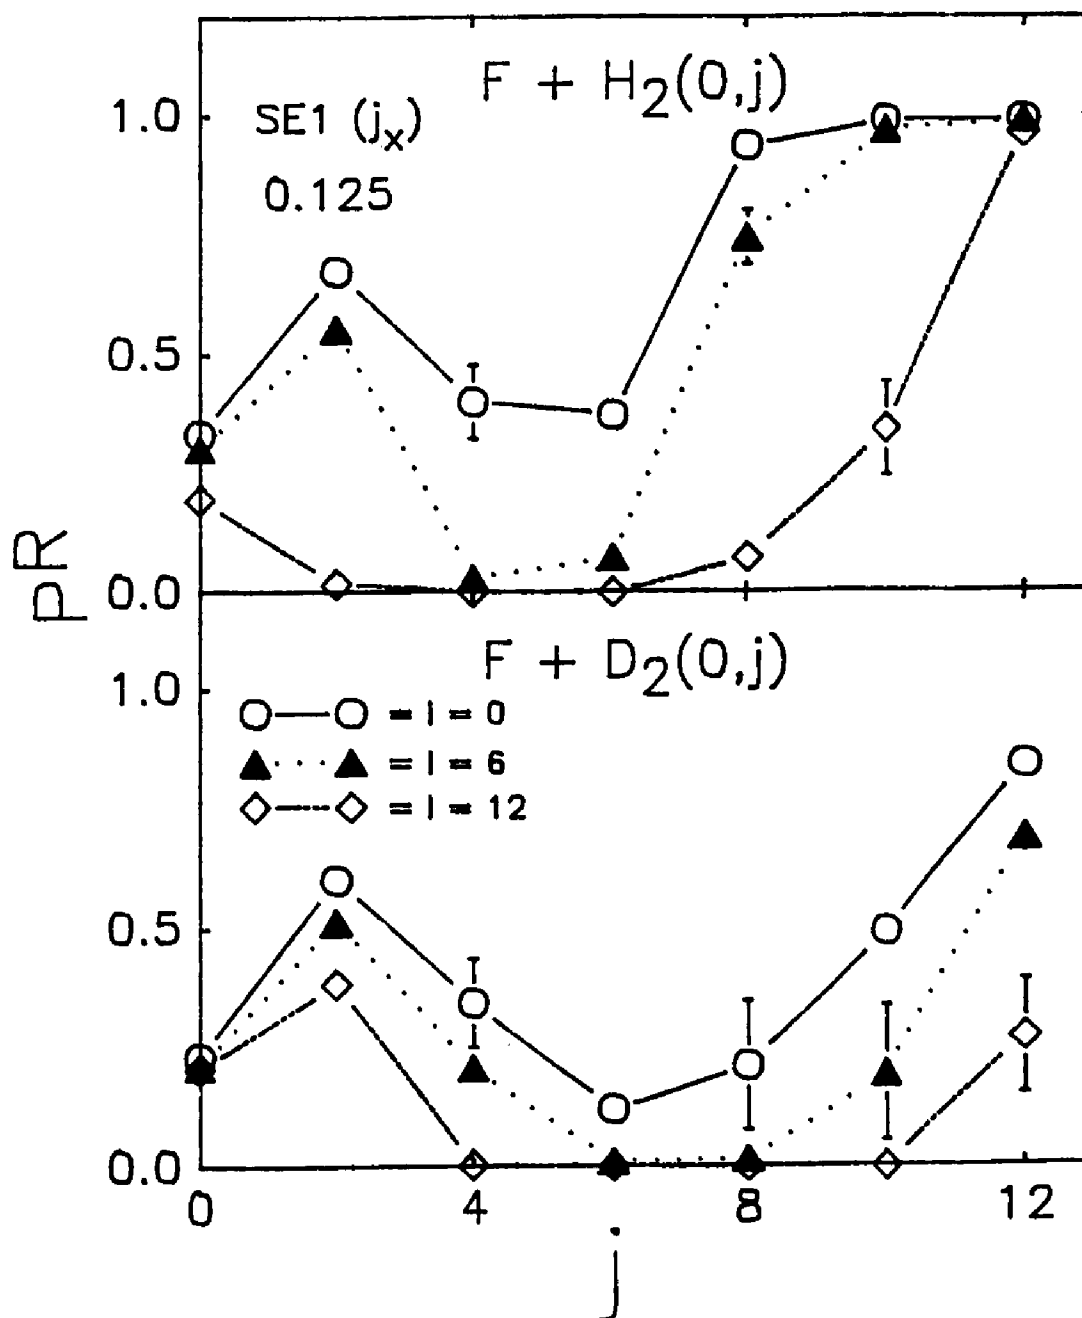 F + H2(0,j)
SE1 (jx)
0.125
1.0
0.5
0.0
pR
F + D2(0,j)
1.0
= l = 0
= l = 6
= l = 12
0.5
0.0
0 4 8 12
j